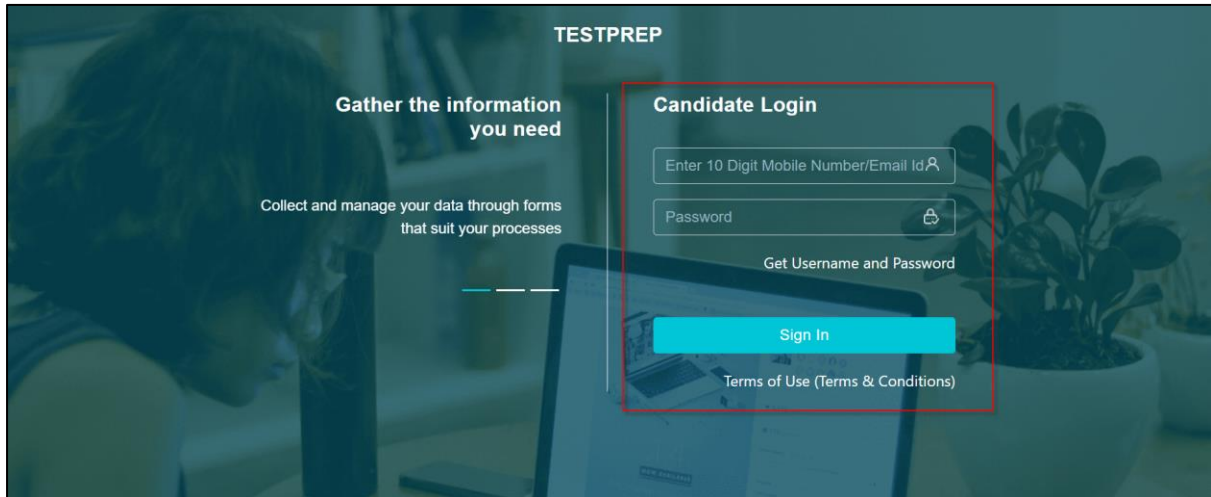 TESTPREP
Gather the information
you need
Collect and manage your data through forms
that suit your processes
Candidate Login
Enter 10 Digit Mobile Number/Email Id
Password
Get Username and Password
Sign In
Terms of Use (Terms & Conditions)